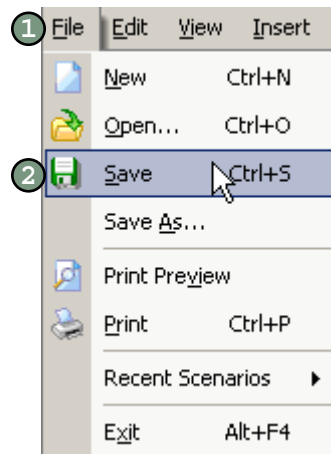 1 File Edit View Insert
New Ctrl+N
Open... Ctrl+O
2 Save Ctrl+S
Save As...
Print Preview
Print Ctrl+P
Recent Scenarios
Exit Alt+F4